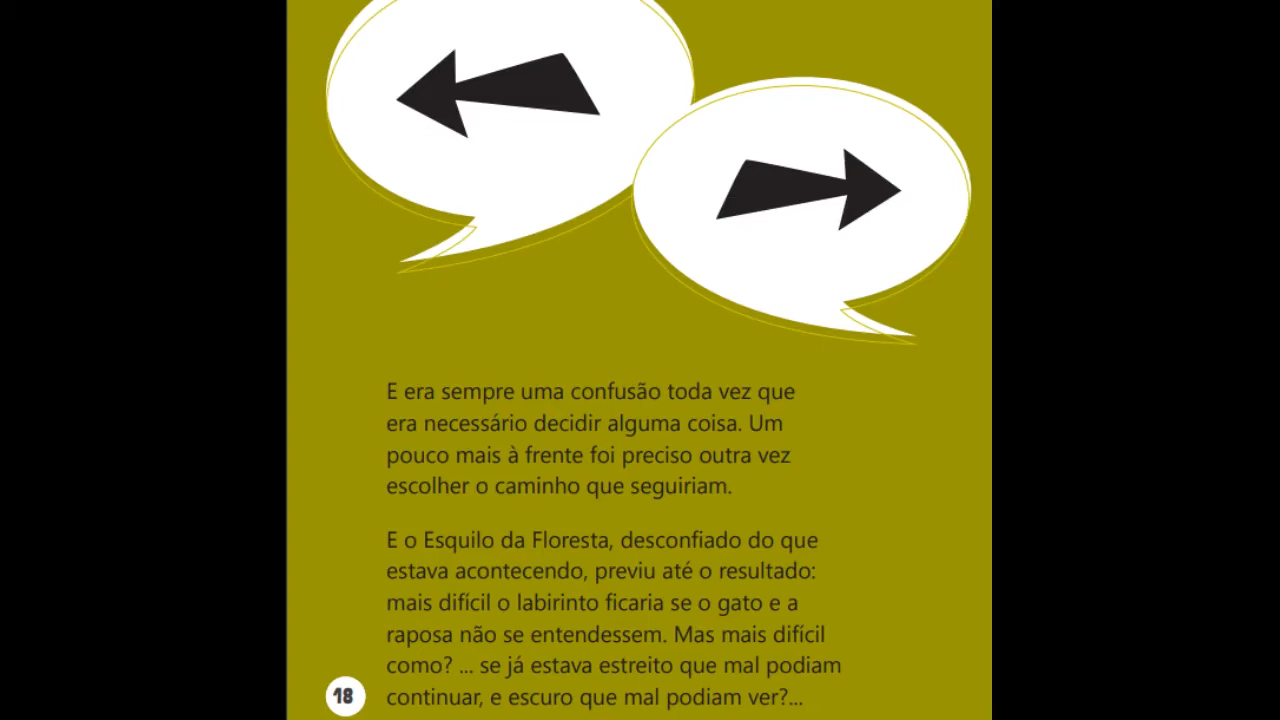 E era sempre uma confusão toda vez que
era necessário decidir alguma coisa. Um
pouco mais à frente foi preciso outra vez
escolher o caminho que seguiriam.
E o Esquilo da Floresta, desconfiado do que
estava acontecendo, previu até o resultado:
mais difícil o labirinto ficaria se o gato e a
raposa não se entendessem. Mas mais difícil
como? ... se já estava estreito que mal podiam
continuar, e escuro que mal podiam ver?...
18